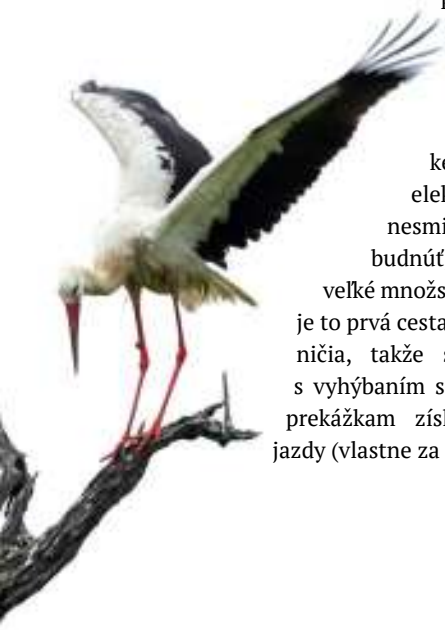 ke
elek
nesmi
budnúť
veľké množs
je to prvá cesta
ničia, takže s
s vyhýbaním s
prekážkam získ
jazdy (vlastne za